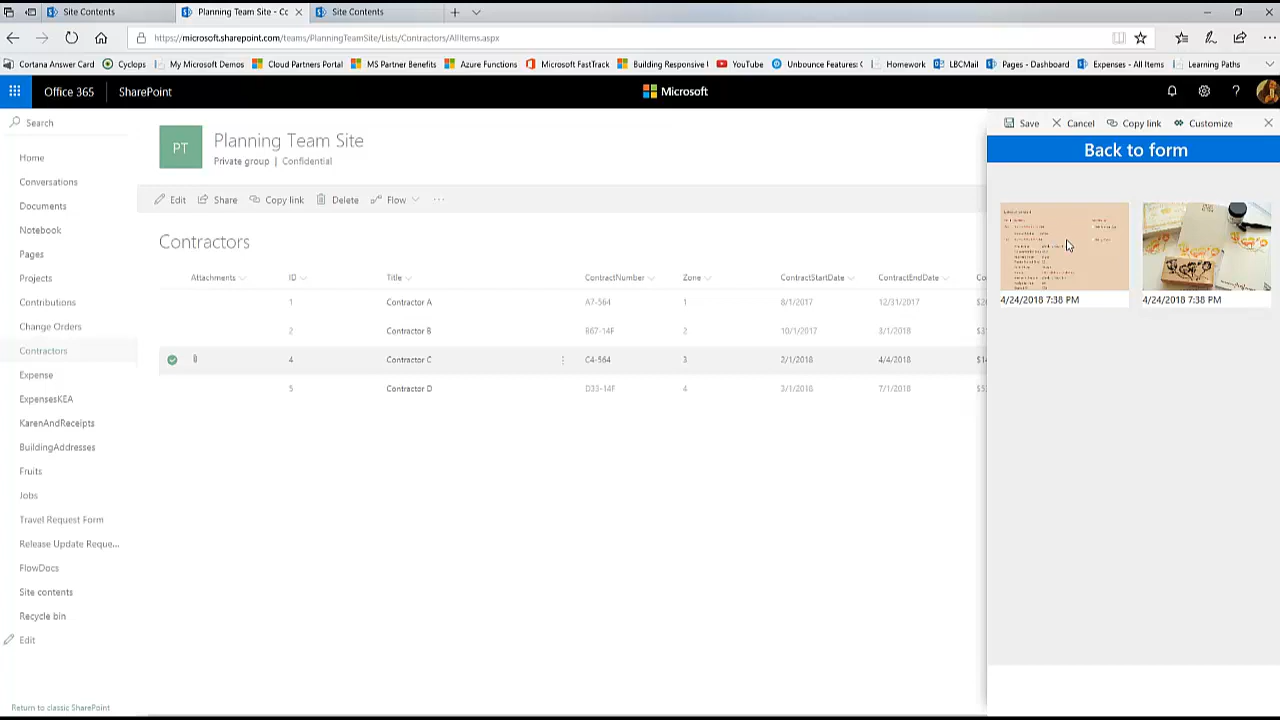 Site Contents
Planning Team Site - Cc
Site Contents
https://microsoft.sharepoint.com/teams/PlanningTeamSite/Lists/Contractors/AllItems.aspx
Cortana Answer Card
Cyclops
My Microsoft Demos
Cloud Partners Portal
MS Partner Benefits
Azure Functions
Microsoft FastTrack
Building Responsive l
YouTube
Unbounce Features: (
Homework
LBCMail
Pages - Dashboard
Expenses - All Items
Learning Paths
Office 365
SharePoint
Microsoft
?
Search
Home
Conversations
Documents
Notebook
Pages
Projects
Contributions
Change Orders
Contractors
Expense
ExpensesKEA
KarenAndReceipts
BuildingAddresses
Fruits
Jobs
Travel Request Form
Release Update Reque...
FlowDocs
Site contents
Recycle bin
Edit
Return to classic SharePoint
PT
Planning Team Site
Private group | Confidential
Edit
Share
Copy link
Delete
Flow
...
Contractors
Attachments ID Title ContractNumber Zone ContractStartDate ContractEndDate Co
1 Contractor A A7-564 1 8/1/2017 12/31/2017
2 Contractor B B67-14F 2 10/1/2017 3/1/2018
4 Contractor C C4-564 3 2/1/2018 4/4/2018
5 Contractor D D33-14F 4 3/1/2018 7/1/2018
Save
Cancel
Copy link
Customize
Back to form
4/24/2018 7:38 PM
4/24/2018 7:38 PM